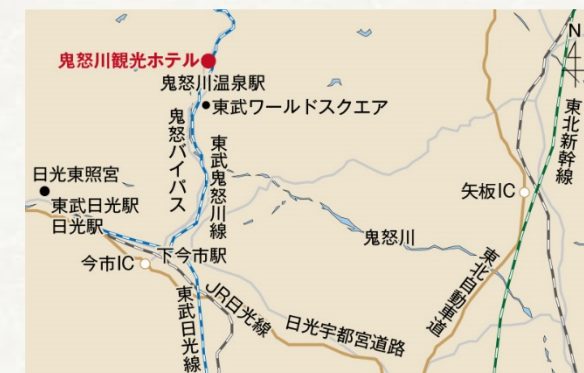 鬼怒川観光ホテル
鬼怒川温泉駅
東武ワールドスクエア
鬼怒川バイパス
東武鬼怒川線
日光東照宮
東武日光駅
日光駅
今市IC
下今市駅
東武日光線
JR日光線
日光宇都宮道路
鬼怒川
東北自動車道
矢板IC
東北新幹線
N